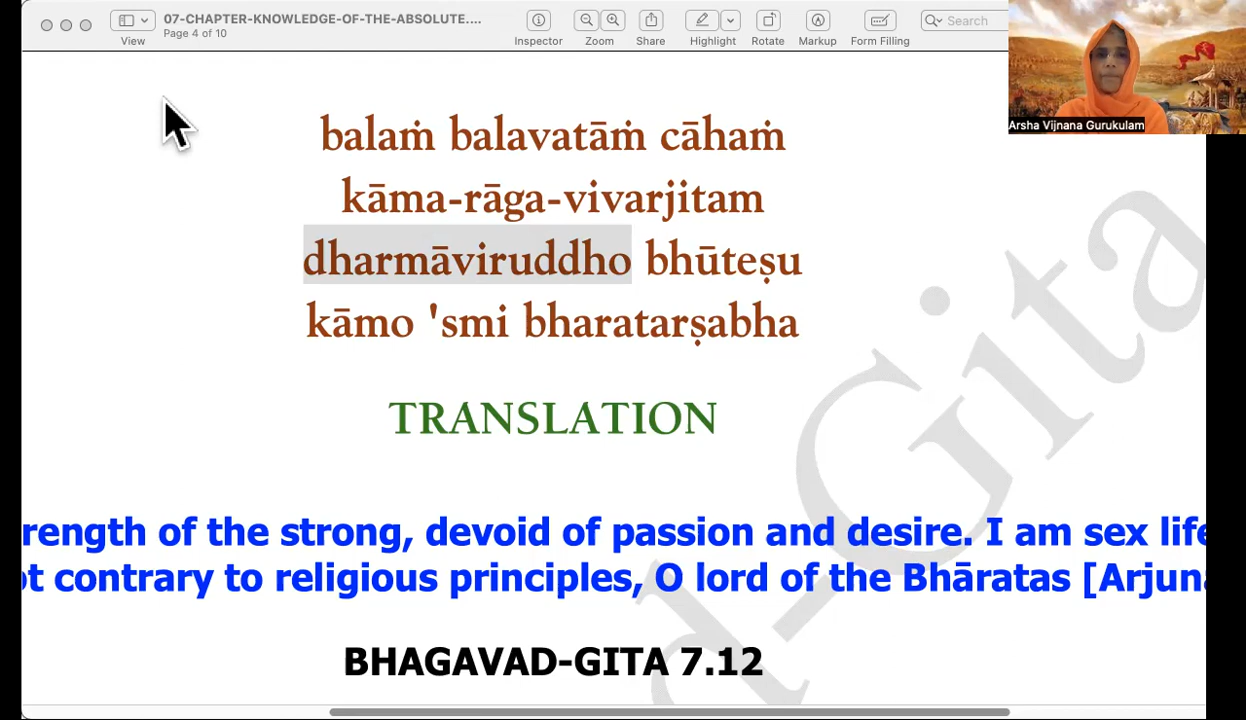 07-CHAPTER-KNOWLEDGE-OF-THE-ABSOLUTE....
Page 4 of 10
View
Inspector
Zoom
Share
Highlight
Rotate
Markup
Form Filling
Search
Arsha Vijnana Gurukulam
balaṁ balavatāṁ cāhaṁ
kāma-rāga-vivarjitam
dharmāviruddho bhūteṣu
kāmo 'smi bharatarṣabha
TRANSLATION
rength of the strong, devoid of passion and desire. I am sex life
ot contrary to religious principles, O lord of the Bhāratas [Arjuna
BHAGAVAD-GITA 7.12
d-Gita